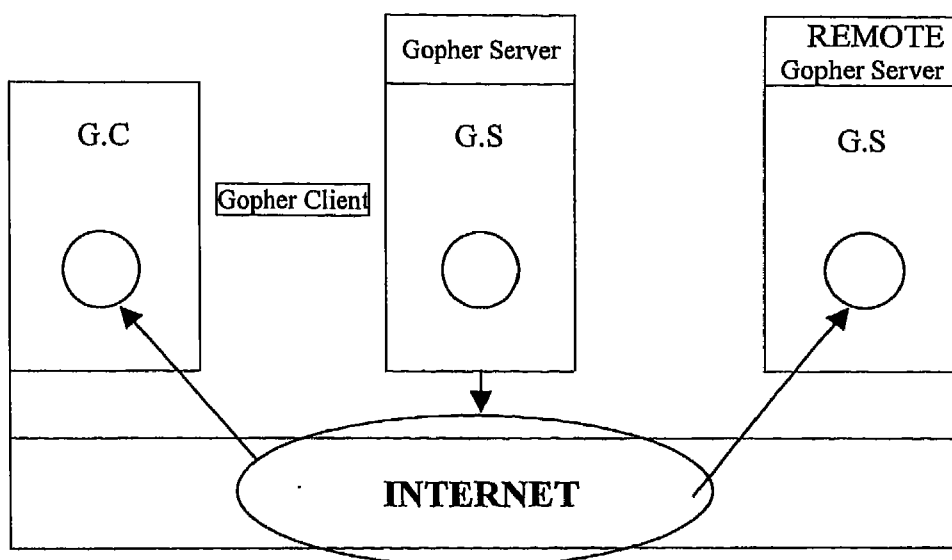 Gopher Server
REMOTE
Gopher Server
G.C
G.S
G.S
Gopher Client
INTERNET